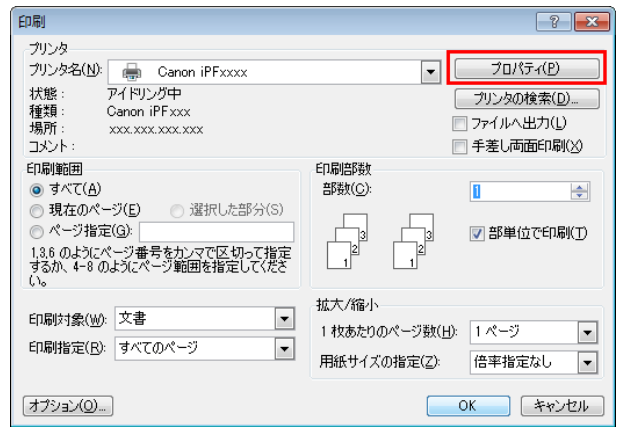 印刷
プリンタ
プリンタ名(N): Canon iPFxxxx プロパティ(P)
状態: アイドリング中 プリンタの検索(D)...
種類: Canon iPFxxx ファイルへ出力(L)
場所: xxx.xxx.xxx.xxx
コメント: 手差し両面印刷(X)
印刷範囲
すべて(A)
現在のページ(E) 選択した部分(S)
ページ指定(G):
1,3,6 のようにページ番号をカンマで区切って指定
するか、4-8 のようにページ範囲を指定してくださ
い。
印刷部数
部数(C): 1
3 3
2 2
1 1
部単位で印刷(T)
印刷対象(W): 文書
印刷指定(R): すべてのページ
拡大/縮小
1 枚あたりのページ数(H): 1 ページ
用紙サイズの指定(Z): 倍率指定なし
オプション(O)... OK キャンセル